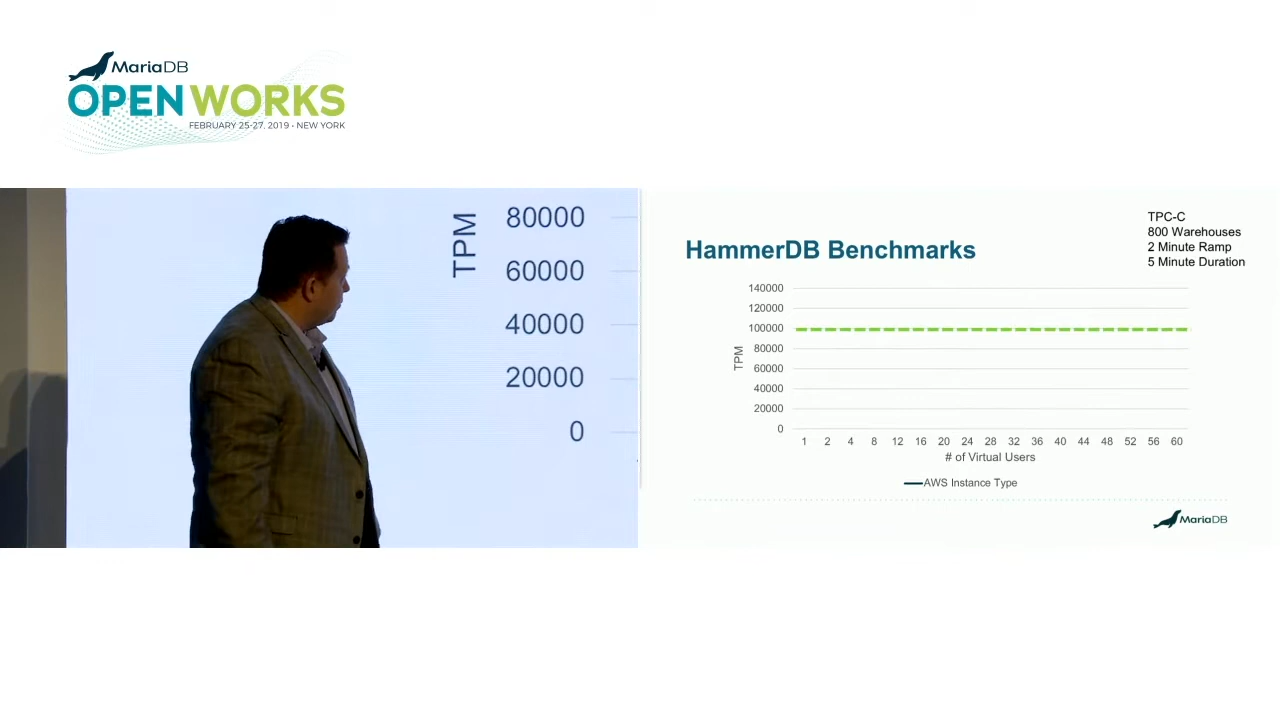 MariaDB
OPENWORKS
FEBRUARY 25-27, 2019 • NEW YORK
TPM
80000
60000
40000
20000
0
TPC-C
800 Warehouses
2 Minute Ramp
5 Minute Duration
HammerDB Benchmarks
140000
120000
100000
80000
60000
40000
20000
0
TPM
1 2 4 8 12 16 20 24 28 32 36 40 44 48 52 56 60
# of Virtual Users
AWS Instance Type
MariaDB